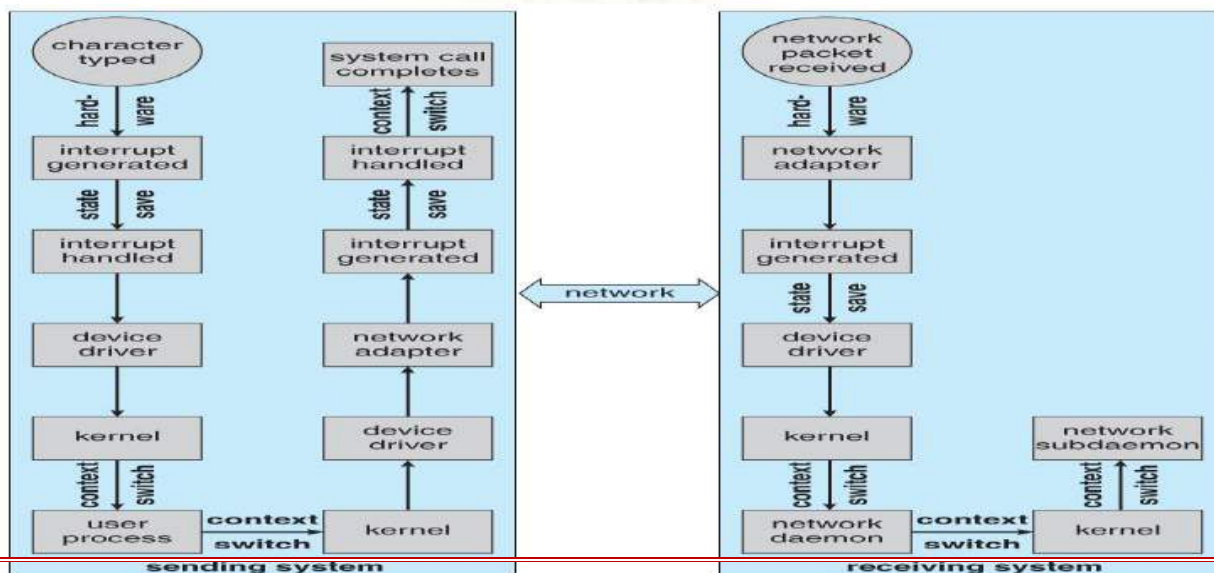 character
typed
hard-
ware
interrupt
generated
state
save
interrupt
handled
device
driver
kernel
context
switch
user
process
context
switch
kernel
device
driver
network
adapter
interrupt
generated
state
save
interrupt
handled
context
switch
system call
completes
sending system
network
network
packet
received
hard-
ware
network
adapter
interrupt
generated
state
save
device
driver
kernel
context
switch
network
daemon
context
switch
kernel
context
switch
network
subdaemon
receiving system